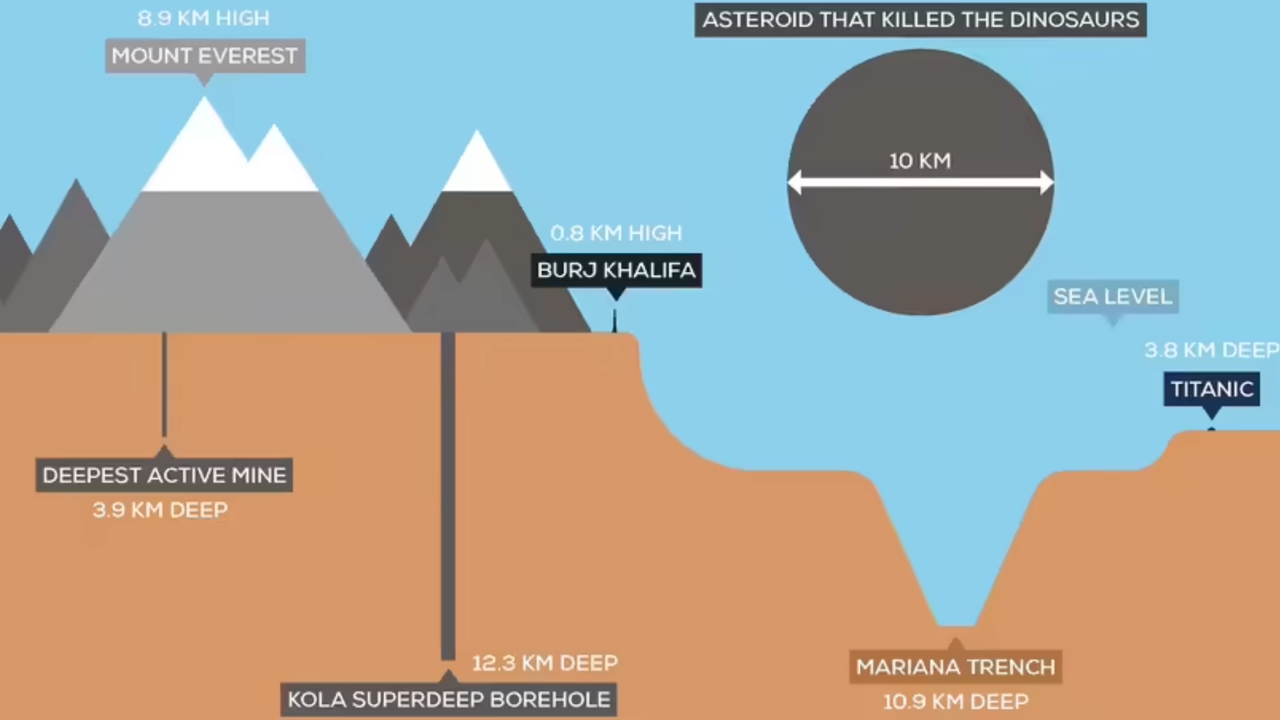 8.9 KM HIGH
MOUNT EVEREST
ASTEROID THAT KILLED THE DINOSAURS
10 KM
0.8 KM HIGH
BURJ KHALIFA
SEA LEVEL
3.8 KM DEEP
TITANIC
DEEPEST ACTIVE MINE
3.9 KM DEEP
12.3 KM DEEP
KOLA SUPERDEEP BOREHOLE
MARIANA TRENCH
10.9 KM DEEP